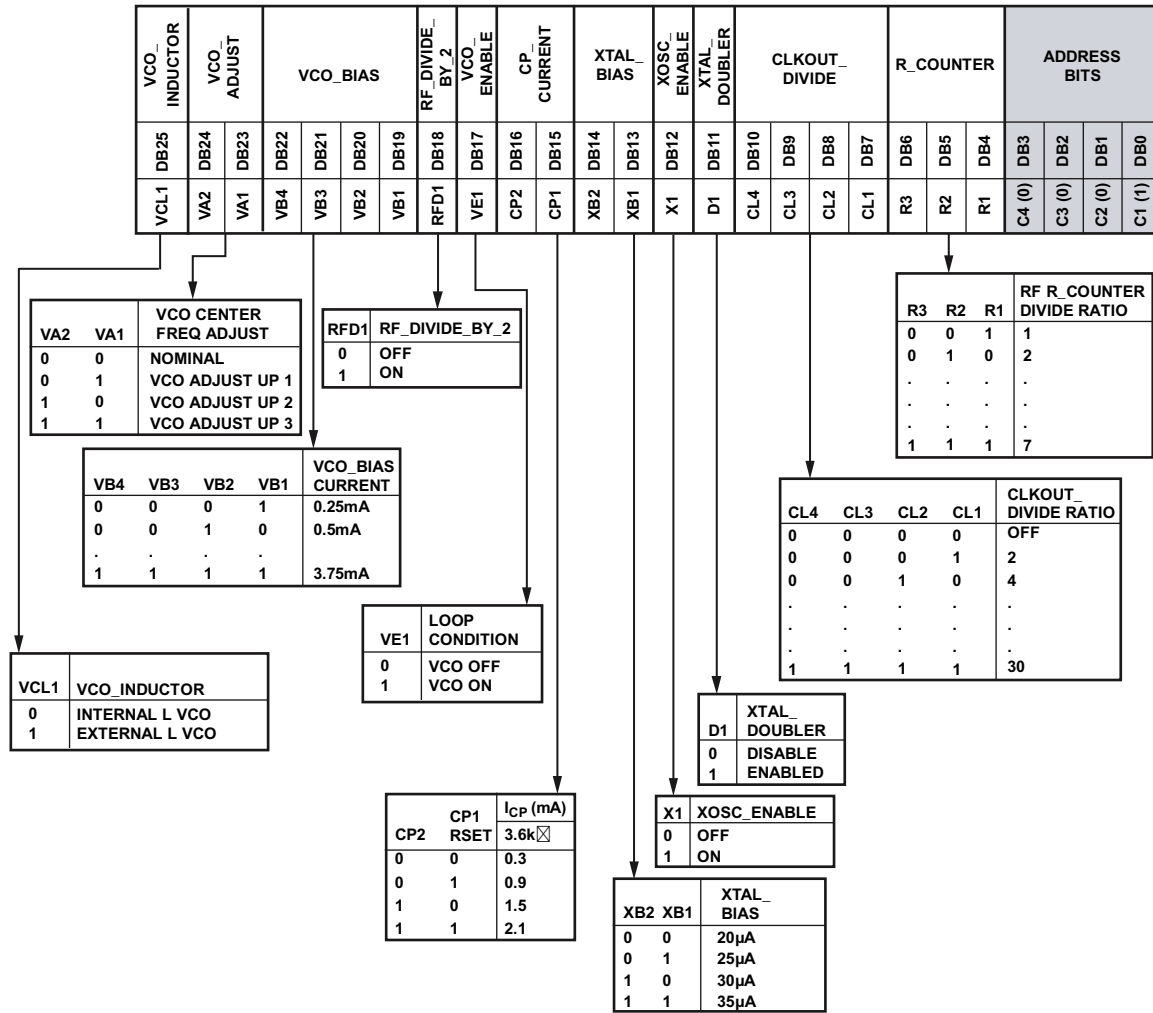 VCO_
INDUCTOR
VCO_
ADJUST
VCO_BIAS
RF_DIVIDE_
BY_2
VCO_
ENABLE
CP_
CURRENT
XTAL_
BIAS
XOSC_
ENABLE
XTAL_
DOUBLER
CLKOUT_
DIVIDE
R_COUNTER
ADDRESS
BITS
DB25 DB24 DB23 DB22 DB21 DB20 DB19 DB18 DB17 DB16 DB15 DB14 DB13 DB12 DB11 DB10 DB9 DB8 DB7 DB6 DB5 DB4 DB3 DB2 DB1 DB0
VCL1 VA2 VA1 VB4 VB3 VB2 VB1 RFD1 VE1 CP2 CP1 XB2 XB1 X1 D1 CL4 CL3 CL2 CL1 R3 R2 R1 C4 (0) C3 (0) C2 (0) C1 (1)
R3 R2 R1 RF R_COUNTER
DIVIDE RATIO
0 0 1 1
0 1 0 2
. . . .
. . . .
. . . .
1 1 1 7
VA2 VA1 VCO CENTER
FREQ ADJUST
0 0 NOMINAL
0 1 VCO ADJUST UP 1
1 0 VCO ADJUST UP 2
1 1 VCO ADJUST UP 3
RFD1 RF_DIVIDE_BY_2
0 OFF
1 ON
VB4 VB3 VB2 VB1 VCO_BIAS
CURRENT
0 0 0 1 0.25mA
0 0 1 0 0.5mA
. . . .
1 1 1 1 3.75mA
CL4 CL3 CL2 CL1 CLKOUT_
DIVIDE RATIO
0 0 0 0 OFF
0 0 0 1 2
0 0 1 0 4
. . . . .
. . . . .
. . . . .
1 1 1 1 30
VE1 LOOP
CONDITION
0 VCO OFF
1 VCO ON
VCL1 VCO_INDUCTOR
0 INTERNAL L VCO
1 EXTERNAL L VCO
D1 XTAL_
DOUBLER
0 DISABLE
1 ENABLED
CP2 CP1
RSET
ICP (mA)
3.6k
0 0 0.3
0 1 0.9
1 0 1.5
1 1 2.1
X1 XOSC_ENABLE
0 OFF
1 ON
XB2 XB1 XTAL_
BIAS
0 0 20µA
0 1 25µA
1 0 30µA
1 1 35µA